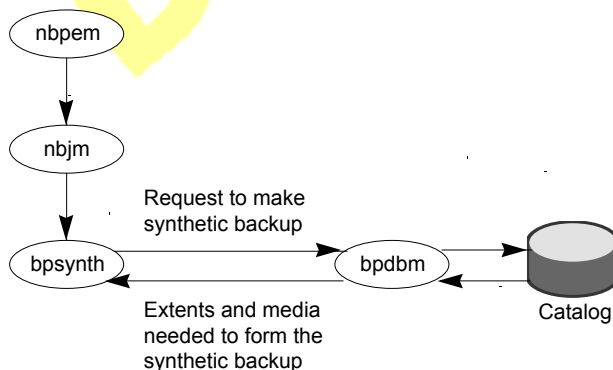 nbpem
nbjm
Request to make
synthetic backup
bpsynth
bpdbm
Catalog
Extents and media
needed to form the
synthetic backup